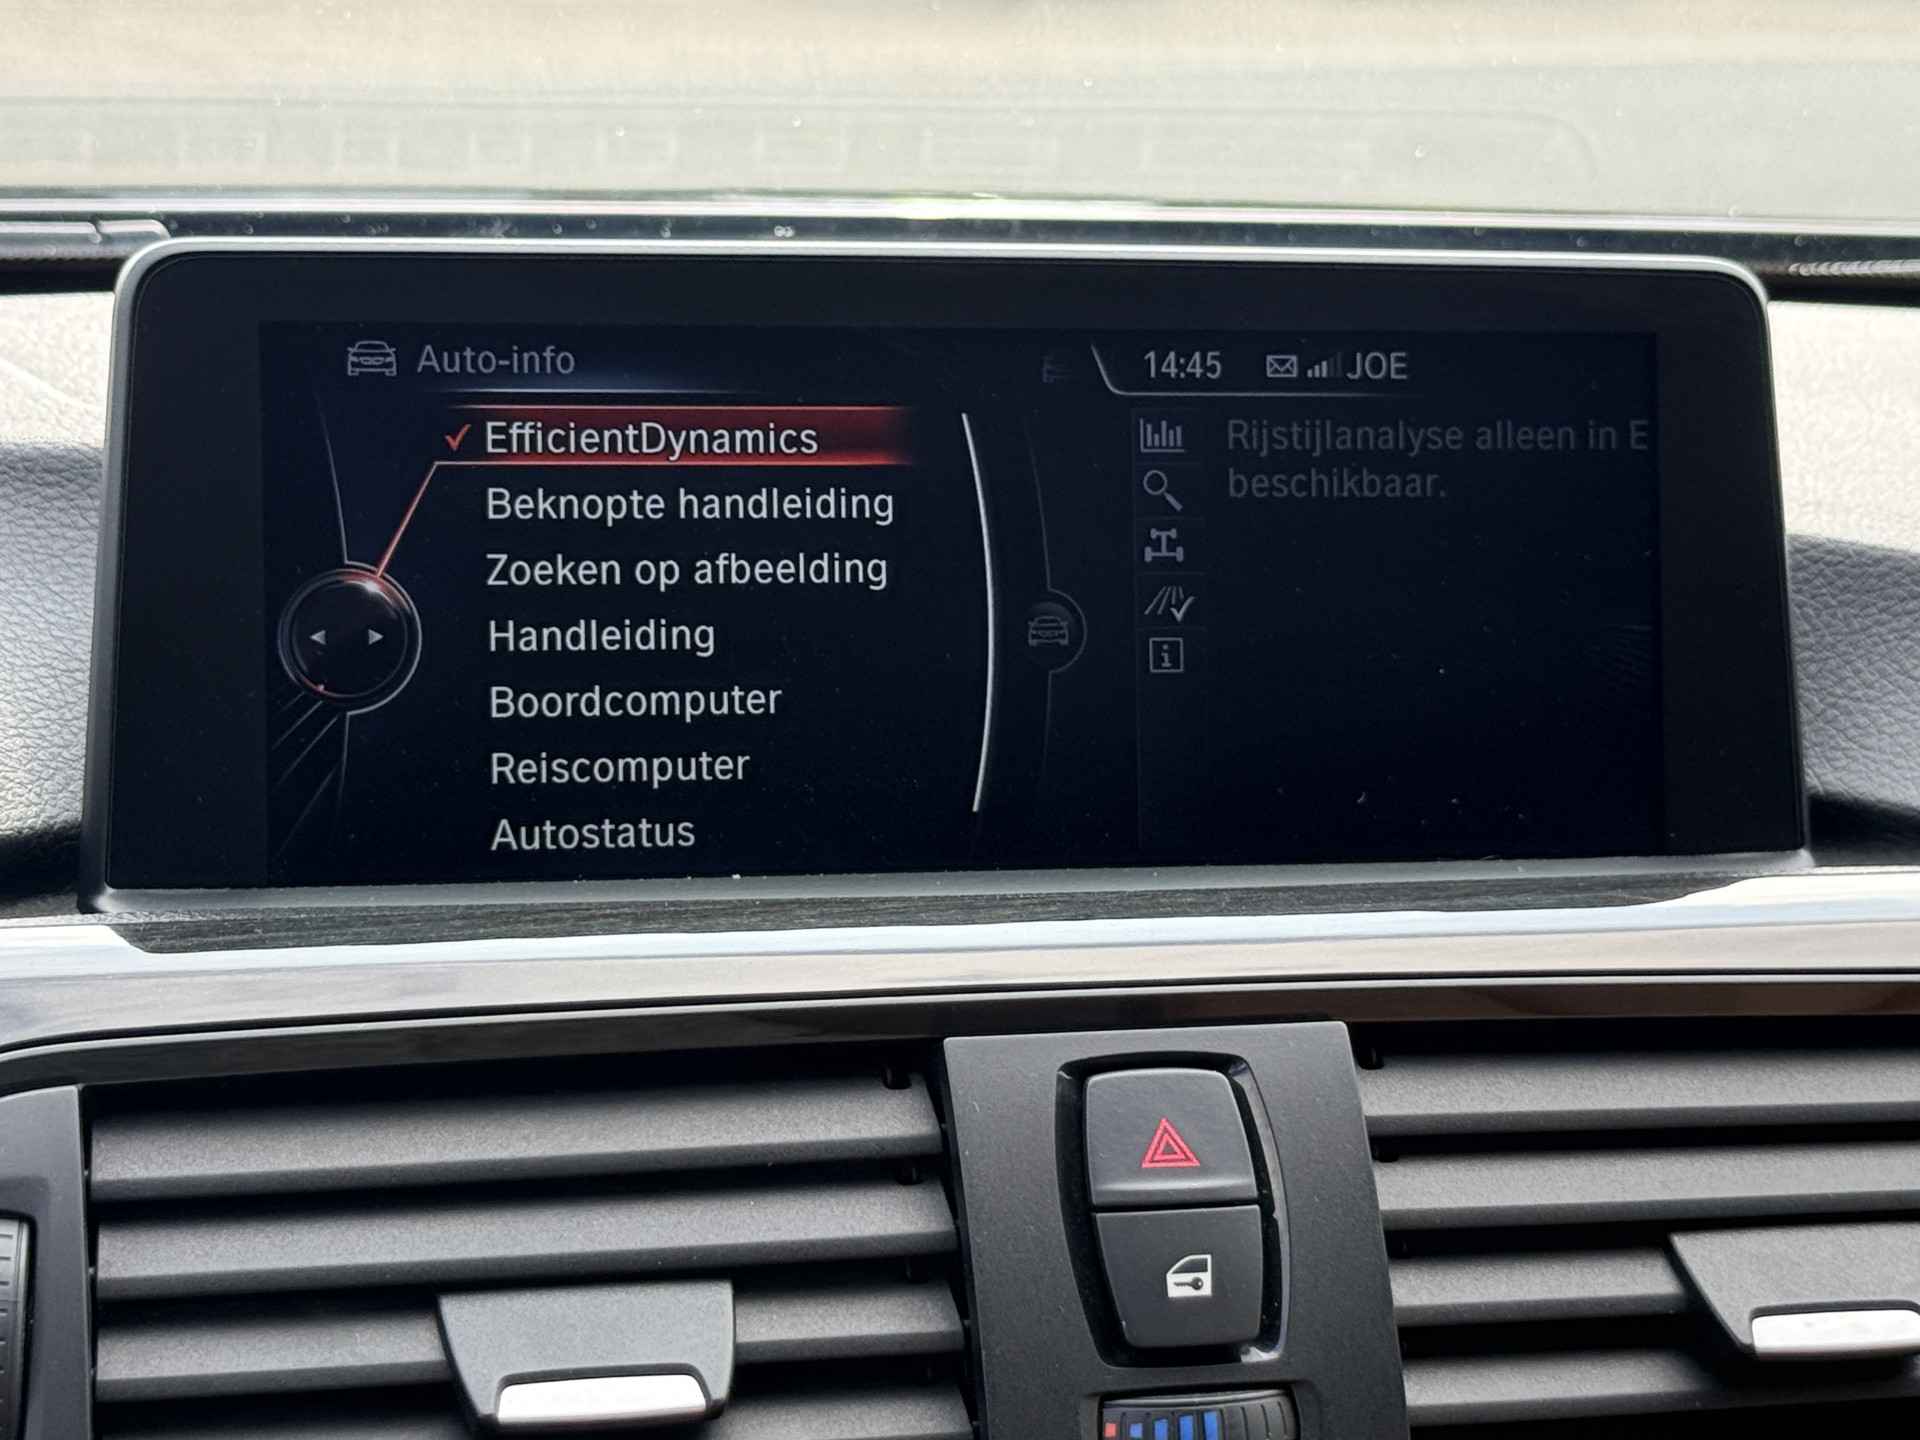 Auto-info
14:45 JOE
EfficientDynamics
Beknopte handleiding
Zoeken op afbeelding
Handleiding
Boordcomputer
Reiscomputer
Autostatus
Rijstijlanalyse alleen in E
beschikbaar.